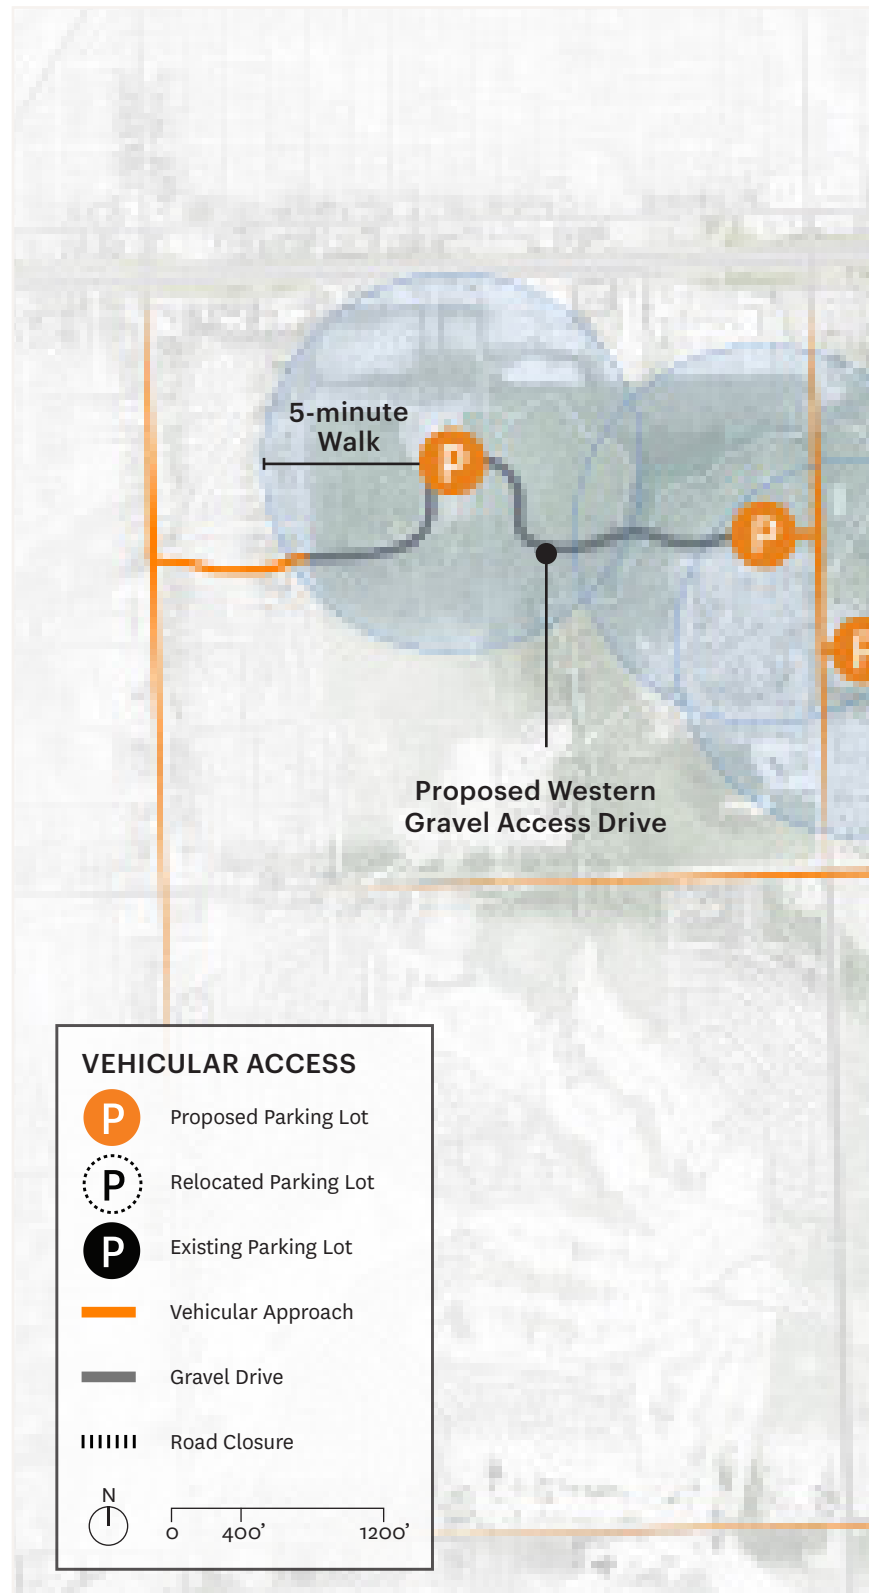 5-minute
Walk
P
P
P
Proposed Western
Gravel Access Drive
VEHICULAR ACCESS
P Proposed Parking Lot
P Relocated Parking Lot
P Existing Parking Lot
Vehicular Approach
Gravel Drive
Road Closure
N
0 400’ 1200’